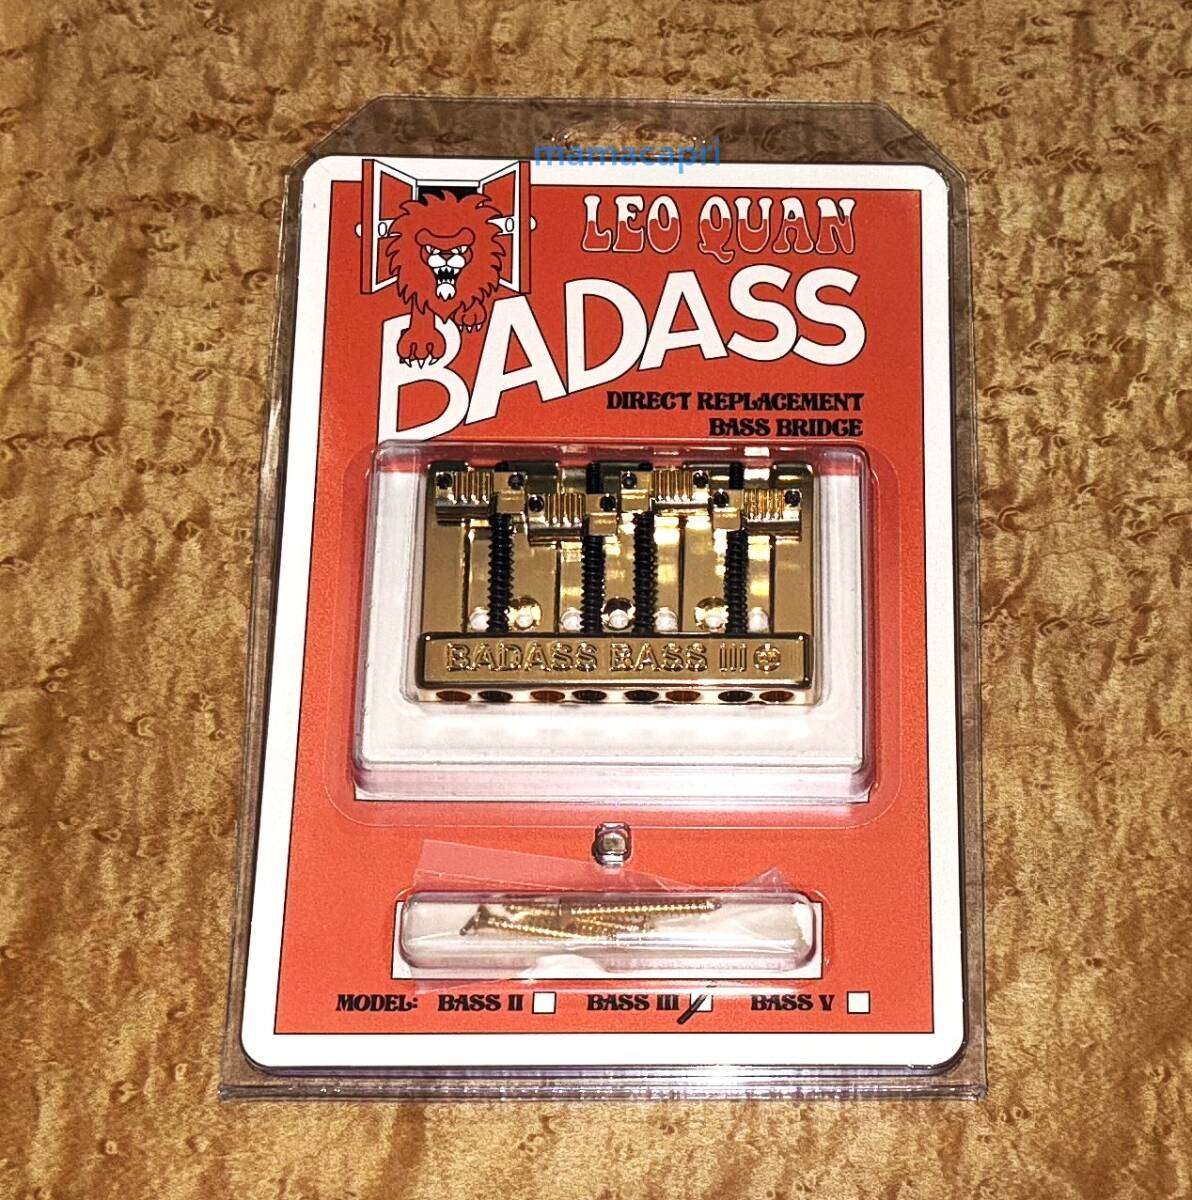 mamacapri
LEO QUAN
BADASS
DIRECT REPLACEMENT
BASS BRIDGE
BADASS BASS III
MODEL: BASS II BASS III BASS V